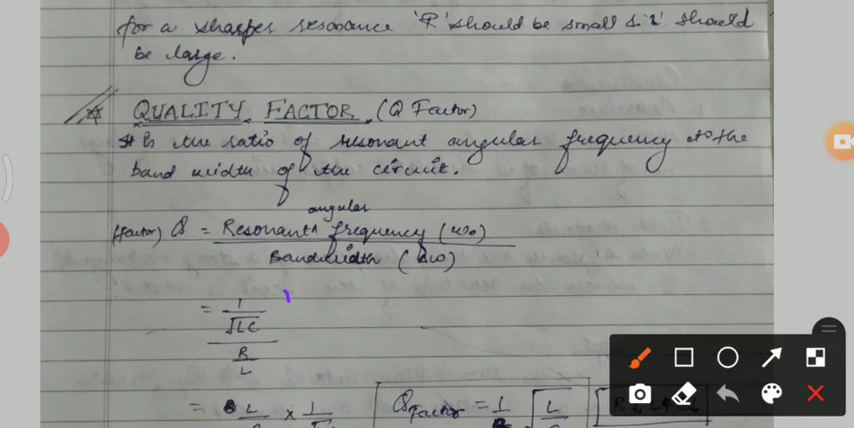 for a sharper resonance 'R' should be small & 'L' should
be large.
QUALITY FACTOR (Q Factor)
It is the ratio of resonant angular frequency to the
band width of the circuit.
angular
(factor) Q = Resonant ^ frequency (ω₀)
Bandwidth (Δω)
= 1
√LC
R
L
= L × 1
Q Factor = 1 √ L
R